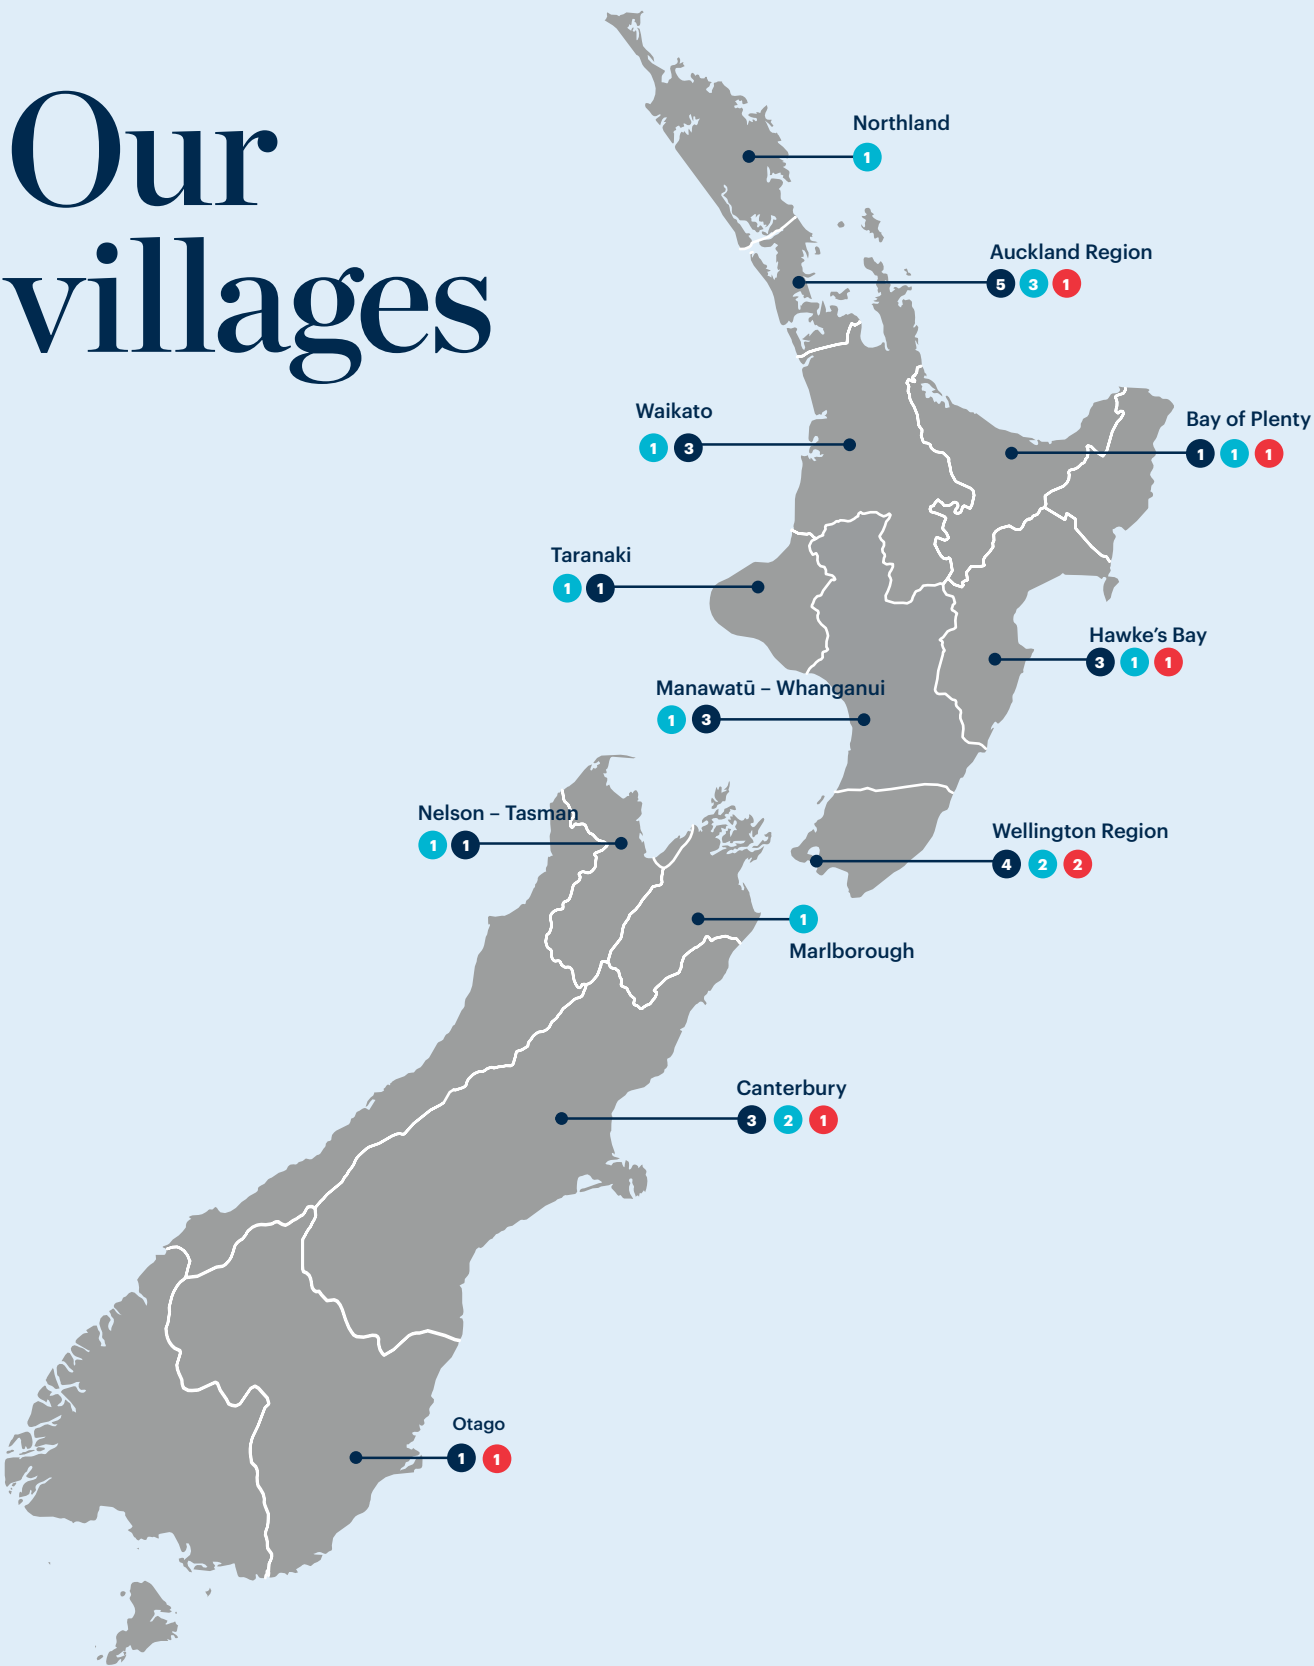 Our
villages
Northland
1
Auckland Region
5 3 1
Waikato
1 3
Bay of Plenty
1 1 1
Taranaki
1 1
Hawke’s Bay
3 1 1
Manawatū – Whanganui
1 3
Nelson – Tasman
1 1
Wellington Region
4 2 2
1
Marlborough
Canterbury
3 2 1
Otago
1 1